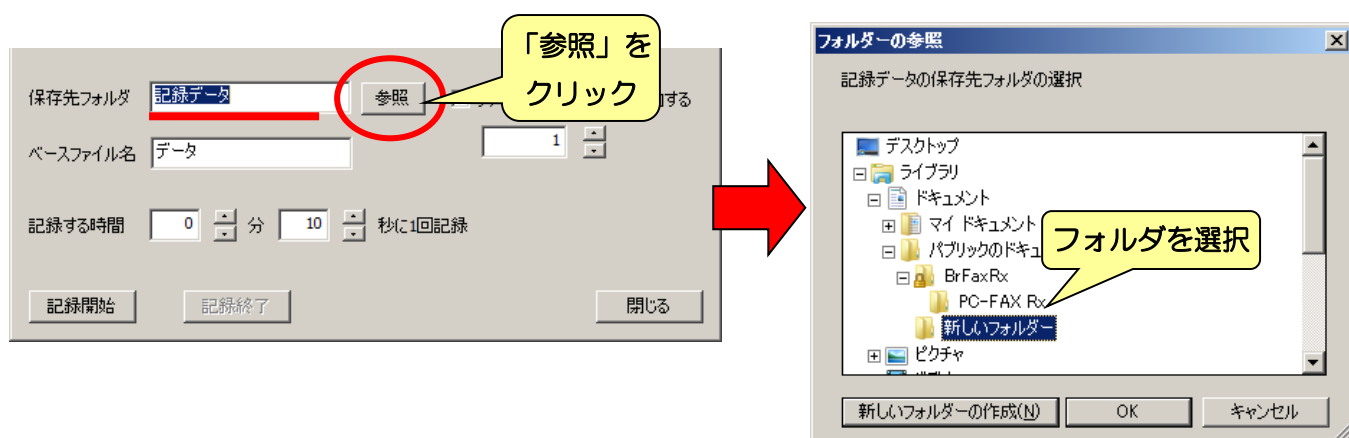 「参照」を
クリック
保存先フォルダ 記録データ 参照 加する
ベースファイル名 データ 1
記録する時間 0 分 10 秒に1回記録
記録開始 記録終了 閉じる
フォルダーの参照
記録データの保存先フォルダの選択
デスクトップ
ライブラリ
ドキュメント
マイ ドキュメント
パブリックのドキュ
フォルダを選択
BrFaxRx
PC-FAX Rx
新しいフォルダー
ピクチャ
新しいフォルダーの作成(N) OK キャンセル